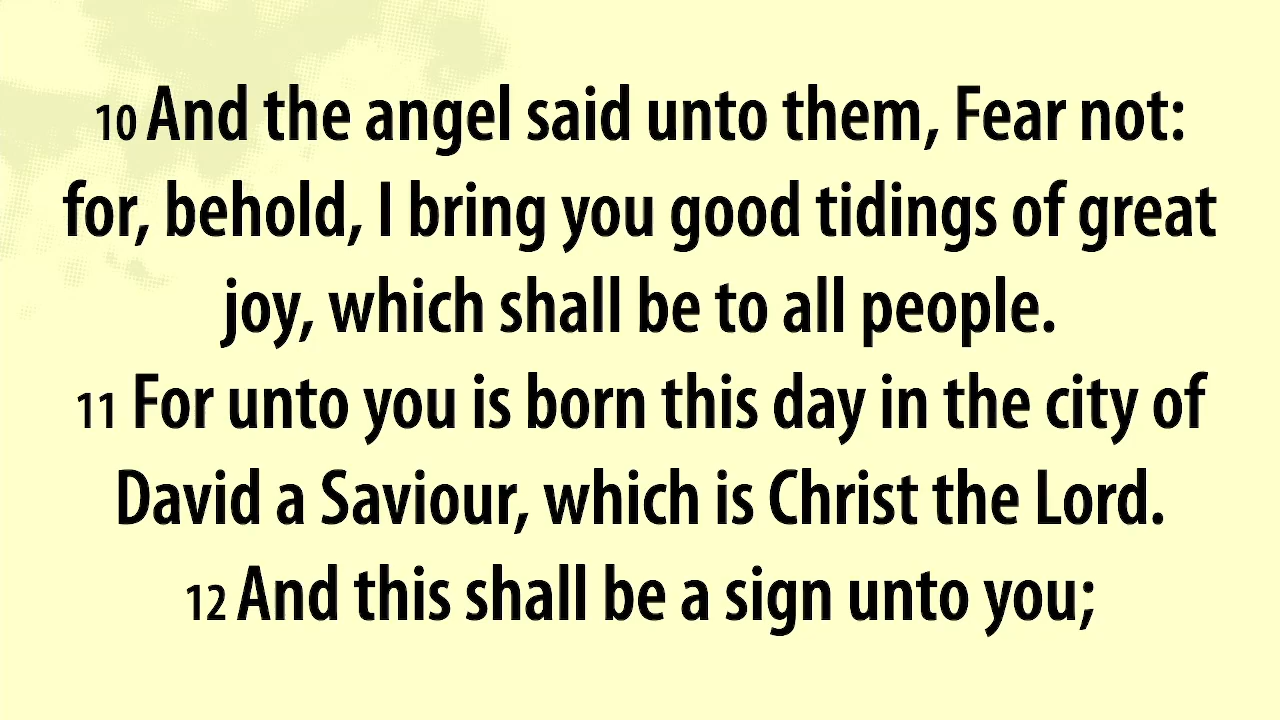 10 And the angel said unto them, Fear not:
for, behold, I bring you good tidings of great
joy, which shall be to all people.
11 For unto you is born this day in the city of
David a Saviour, which is Christ the Lord.
12 And this shall be a sign unto you;